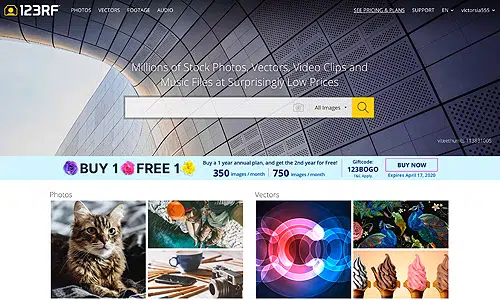 123RF
PHOTOS VECTORS FOOTAGE AUDIO
SEE PRICING & PLANS SUPPORT EN victorsia555
Millions of Stock Photos, Vectors, Video Clips and
Music Files at Surprisingly Low Prices
All Images
BUY 1 FREE 1
Buy a 1 year annual plan, and get the 2nd year for Free!
350 images / month 750 images / month
Giftcode:
123BOGO
T&C Apply
BUY NOW
Expires April 17, 2020
Photos
Vectors